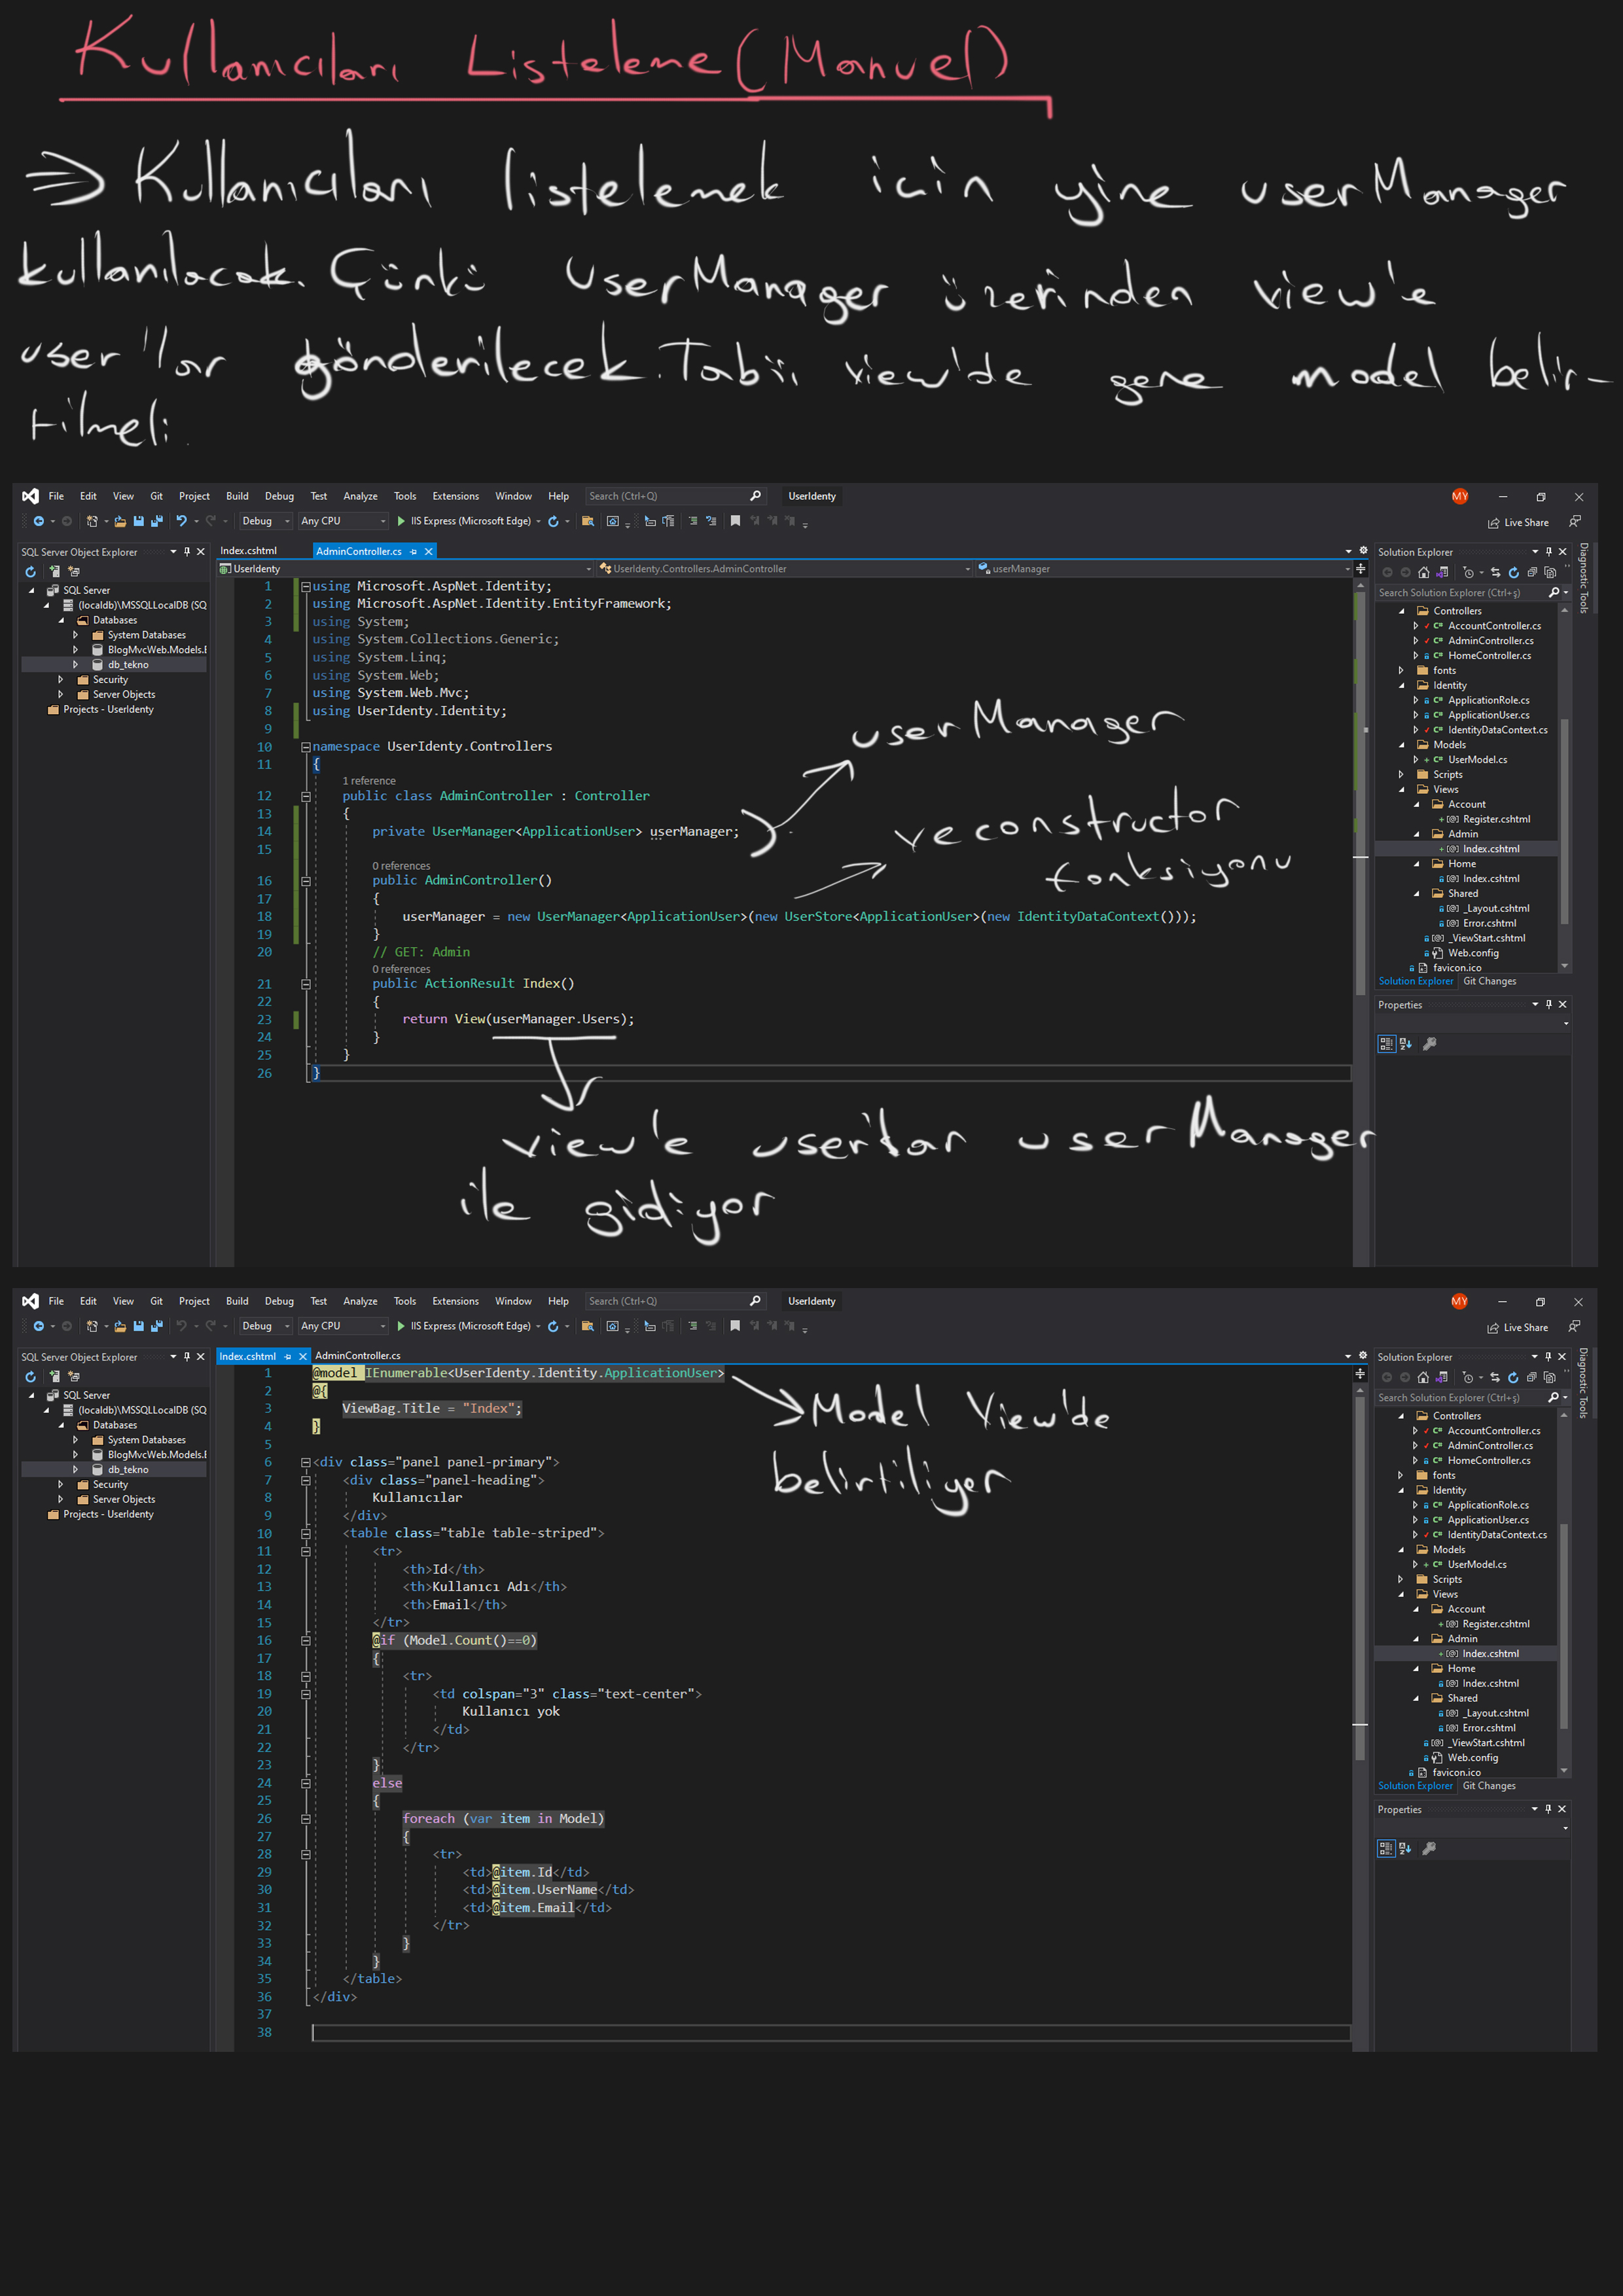 Kullanıcıları Listeleme (Manuel)
⇒ Kullanıcıları listelemek icin yine userManager
kullanılacak. Çünkü UserManager üzerinden view'e
user'lar gönderilecek. Tabii view'de gene model belir-
tilmeli.
File Edit View Git Project Build Debug Test Analyze Tools Extensions Window Help Search (Ctrl+Q) UserIdenty MY
Debug Any CPU IIS Express (Microsoft Edge) Live Share
SQL Server Object Explorer
SQL Server
(localdb)\MSSQLLocalDB (SQ
Databases
System Databases
BlogMvcWeb.Models.E
db_tekno
Security
Server Objects
Projects - UserIdenty
Index.cshtml AdminController.cs
UserIdenty UserIdenty.Controllers.AdminController userManager
1 using Microsoft.AspNet.Identity;
2 using Microsoft.AspNet.Identity.EntityFramework;
3 using System;
4 using System.Collections.Generic;
5 using System.Linq;
6 using System.Web;
7 using System.Web.Mvc;
8 using UserIdenty.Identity;
9
10 namespace UserIdenty.Controllers
11 {
1 reference
12 public class AdminController : Controller
13 {
14 private UserManager<ApplicationUser> userManager;
15
0 references
16 public AdminController()
17 {
18 userManager = new UserManager<ApplicationUser>(new UserStore<ApplicationUser>(new IdentityDataContext()));
19 }
20 // GET: Admin
0 references
21 public ActionResult Index()
22 {
23 return View(userManager.Users);
24 }
25 }
26 }
userManager
ve constructor
fonksiyonu
view'e user'lar userManager
ile gidiyor
Solution Explorer
Search Solution Explorer (Ctrl+ş)
Controllers
AccountController.cs
AdminController.cs
HomeController.cs
fonts
Identity
ApplicationRole.cs
ApplicationUser.cs
IdentityDataContext.cs
Models
UserModel.cs
Scripts
Views
Account
Register.cshtml
Admin
Index.cshtml
Home
Index.cshtml
Shared
_Layout.cshtml
Error.cshtml
_ViewStart.cshtml
Web.config
favicon.ico
Solution Explorer Git Changes
Properties
Diagnostic Tools
File Edit View Git Project Build Debug Test Analyze Tools Extensions Window Help Search (Ctrl+Q) UserIdenty MY
Debug Any CPU IIS Express (Microsoft Edge) Live Share
SQL Server Object Explorer
SQL Server
(localdb)\MSSQLLocalDB (SQ
Databases
System Databases
BlogMvcWeb.Models.E
db_tekno
Security
Server Objects
Projects - UserIdenty
Index.cshtml AdminController.cs
1 @model IEnumerable<UserIdenty.Identity.ApplicationUser>
2 @{
3 ViewBag.Title = "Index";
4 }
5
6 <div class="panel panel-primary">
7 <div class="panel-heading">
8 Kullanıcılar
9 </div>
10 <table class="table table-striped">
11 <tr>
12 <th>Id</th>
13 <th>Kullanıcı Adı</th>
14 <th>Email</th>
15 </tr>
16 @if (Model.Count()==0)
17 {
18 <tr>
19 <td colspan="3" class="text-center">
20 Kullanıcı yok
21 </td>
22 </tr>
23 }
24 else
25 {
26 foreach (var item in Model)
27 {
28 <tr>
29 <td>@item.Id</td>
30 <td>@item.UserName</td>
31 <td>@item.Email</td>
32 </tr>
33 }
34 }
35 </table>
36 </div>
37
38
Model View'de
belirtiliyor
Solution Explorer
Search Solution Explorer (Ctrl+ş)
Controllers
AccountController.cs
AdminController.cs
HomeController.cs
fonts
Identity
ApplicationRole.cs
ApplicationUser.cs
IdentityDataContext.cs
Models
UserModel.cs
Scripts
Views
Account
Register.cshtml
Admin
Index.cshtml
Home
Index.cshtml
Shared
_Layout.cshtml
Error.cshtml
_ViewStart.cshtml
Web.config
favicon.ico
Solution Explorer Git Changes
Properties
Diagnostic Tools